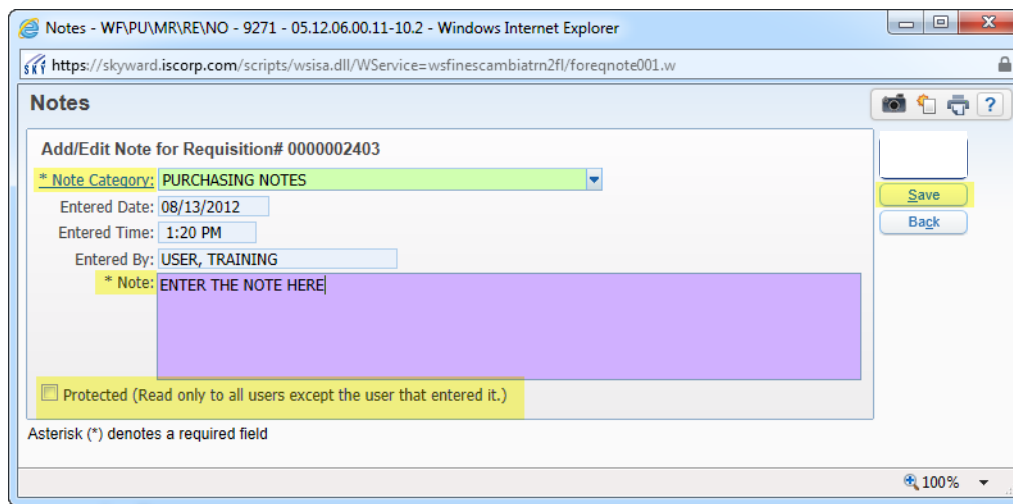 Notes - WF\PU\MR\RE\NO - 9271 - 05.12.06.00.11-10.2 - Windows Internet Explorer
SKY https://skyward.iscorp.com/scripts/wsisa.dll/WService=wsfinescambiatrn2fl/foreqnote001.w
Notes
?
Add/Edit Note for Requisition# 0000002403
* Note Category: PURCHASING NOTES
Save
Entered Date: 08/13/2012
Back
Entered Time: 1:20 PM
Entered By: USER, TRAINING
* Note: ENTER THE NOTE HERE
Protected (Read only to all users except the user that entered it.)
Asterisk (*) denotes a required field
100%